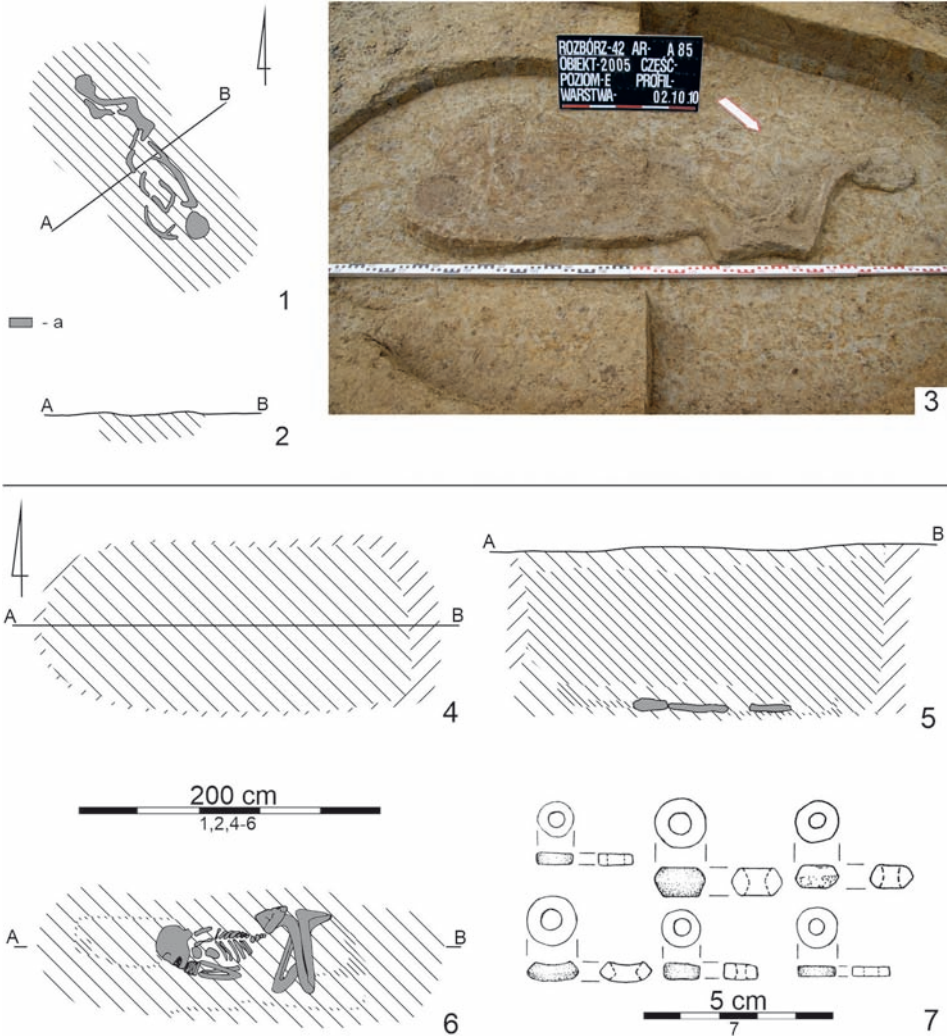 B
A
1
- a
A
B
2
ROZBÓRZ-42 AR- A 85
OBIEKT-2005 CZĘŚĆ-
POZIOM-E PROFIL-
WARSTWA- 02.10.10
3
A
B
4
A
B
5
200 cm
1,2,4-6
A
B
6
5 cm
7
7